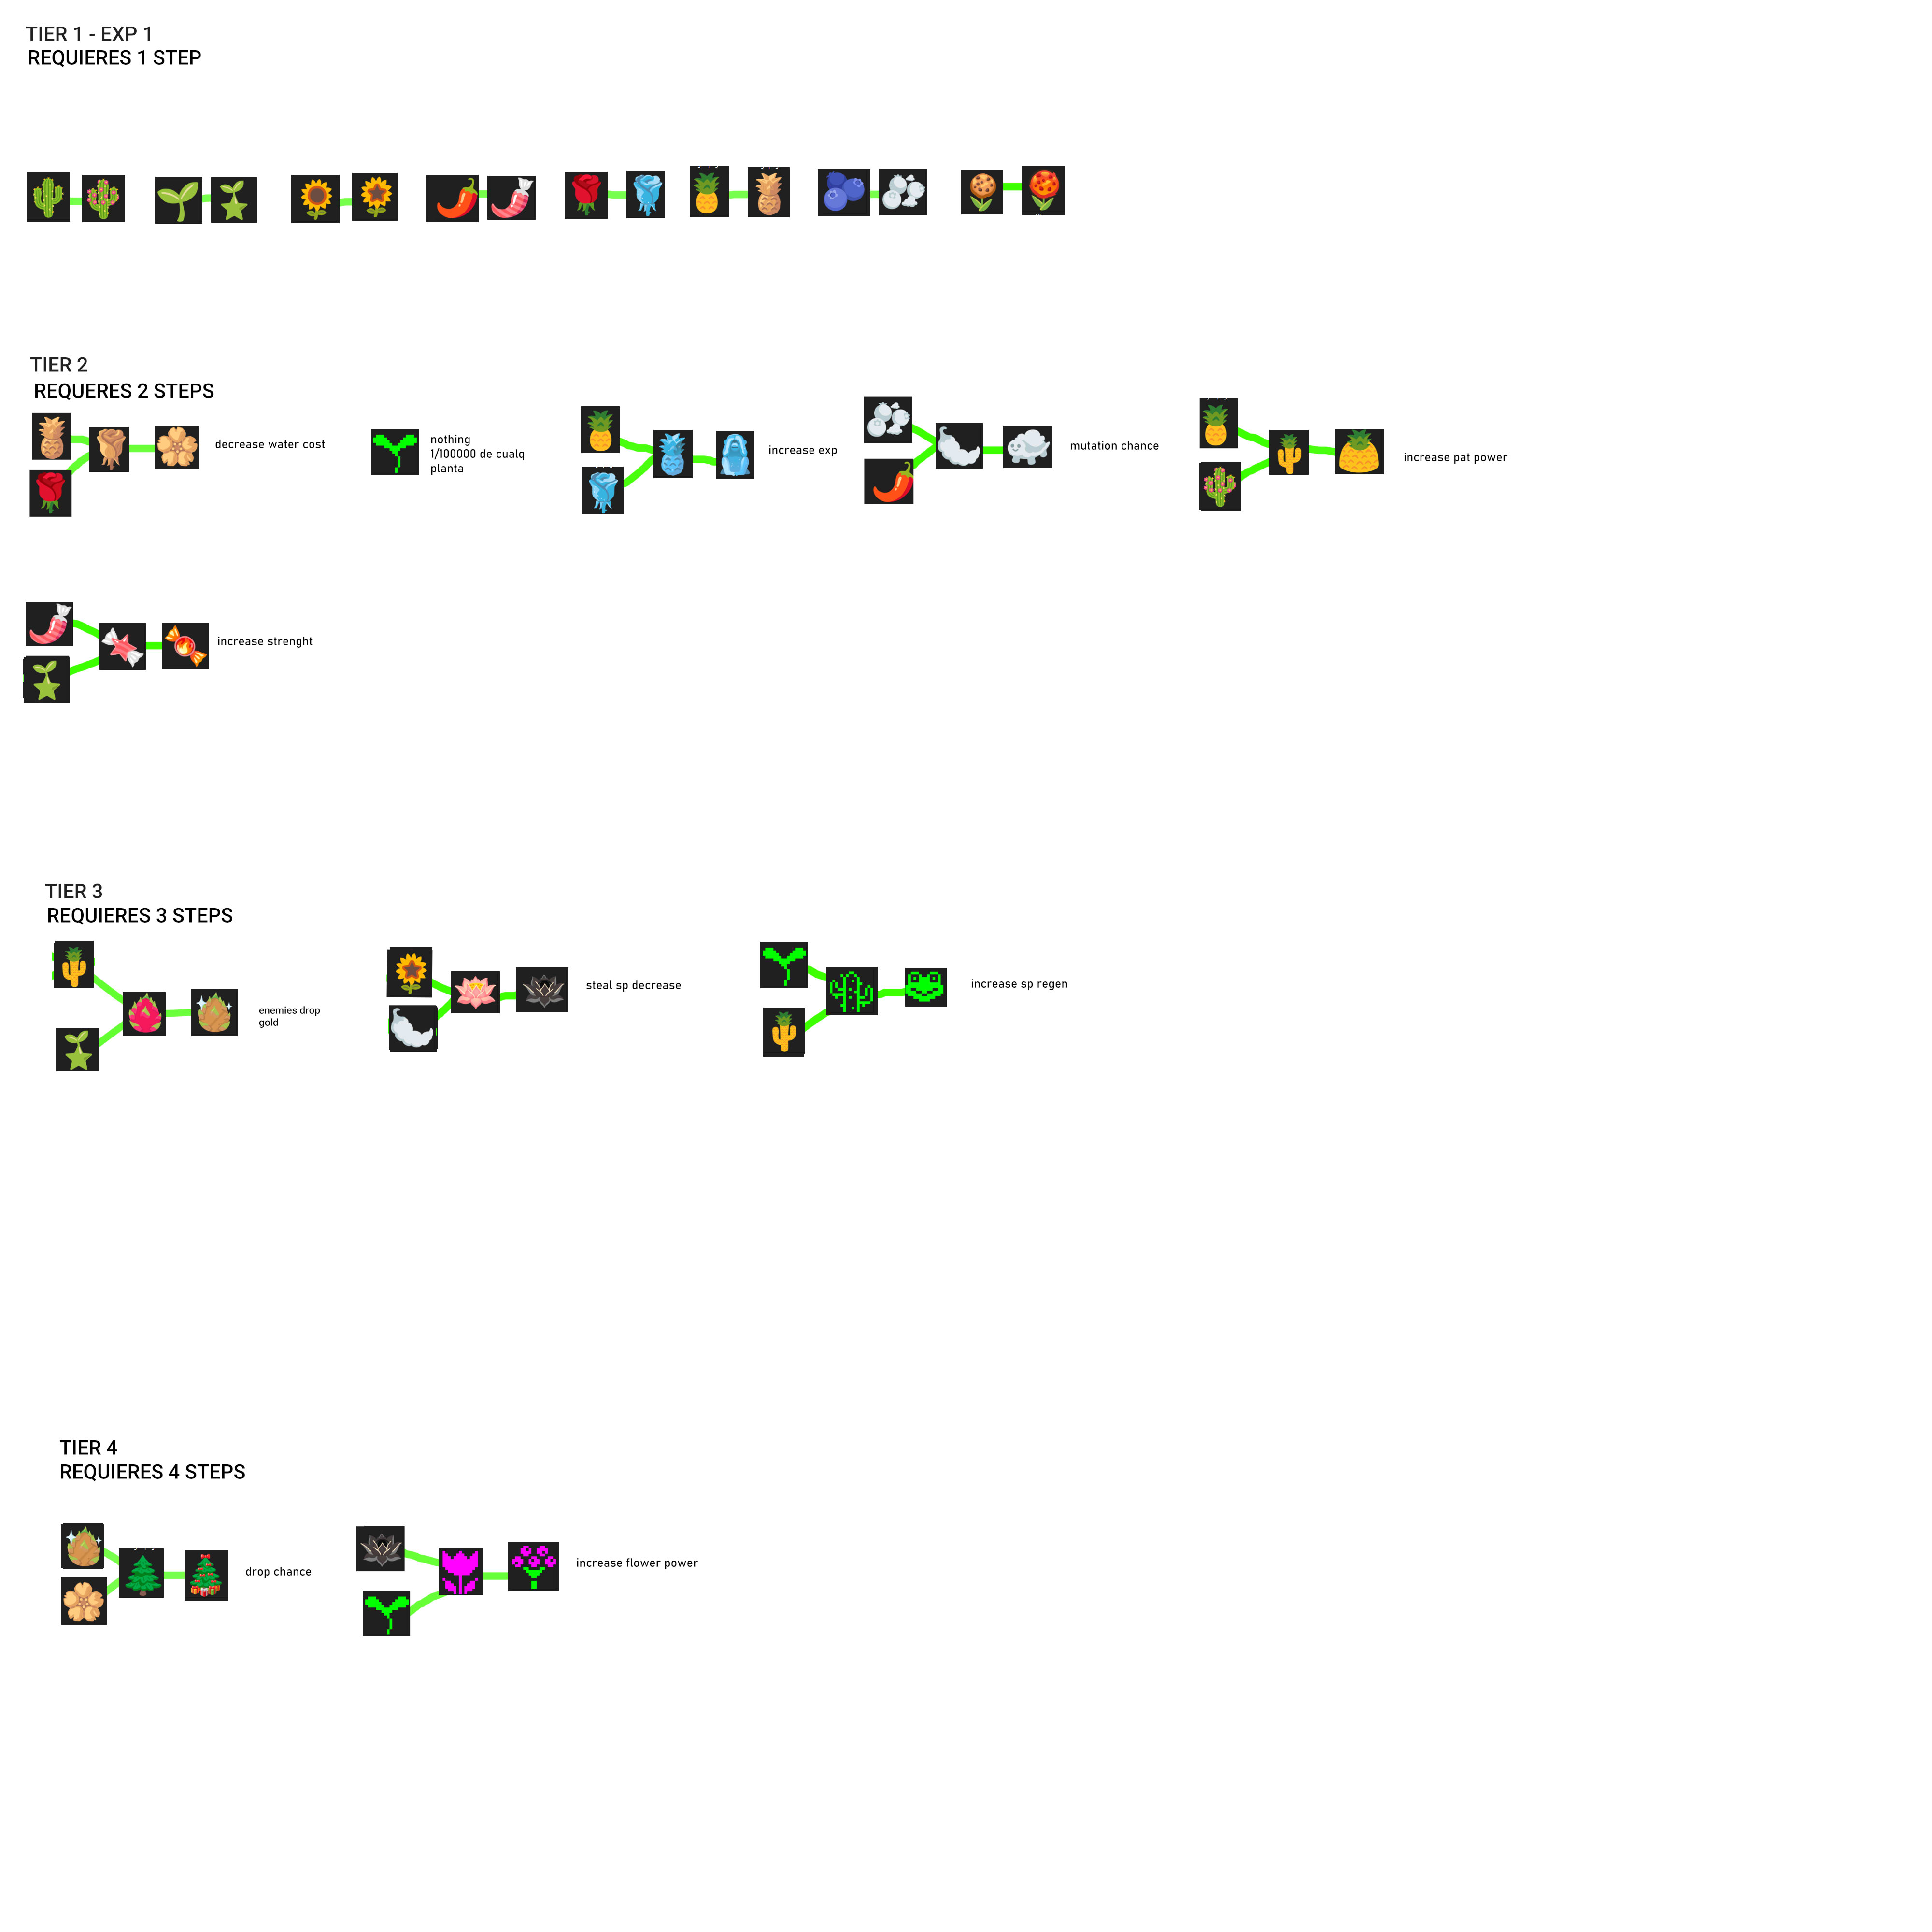 TIER 1 - EXP 1
REQUIERES 1 STEP
TIER 2
REQUERES 2 STEPS
decrease water cost
nothing
1/100000 de cualq
planta
increase exp
mutation chance
increase pat power
increase strenght
TIER 3
REQUIERES 3 STEPS
enemies drop
gold
steal sp decrease
increase sp regen
TIER 4
REQUIERES 4 STEPS
drop chance
increase flower power